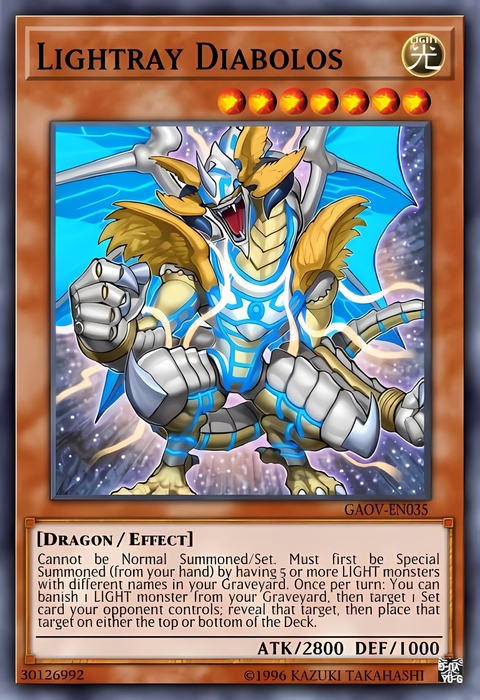 Lightray Diabolos
LIGHT
光
GAOV-EN035
[Dragon / Effect]
Cannot be Normal Summoned/Set. Must first be Special
Summoned (from your hand) by having 5 or more LIGHT monsters
with different names in your Graveyard. Once per turn: You can
banish 1 LIGHT monster from your Graveyard, then target 1 Set
card your opponent controls; reveal that target, then place that
target on either the top or bottom of the Deck.
ATK/2800 DEF/1000
30126992
©1996 KAZUKI TAKAHASHI